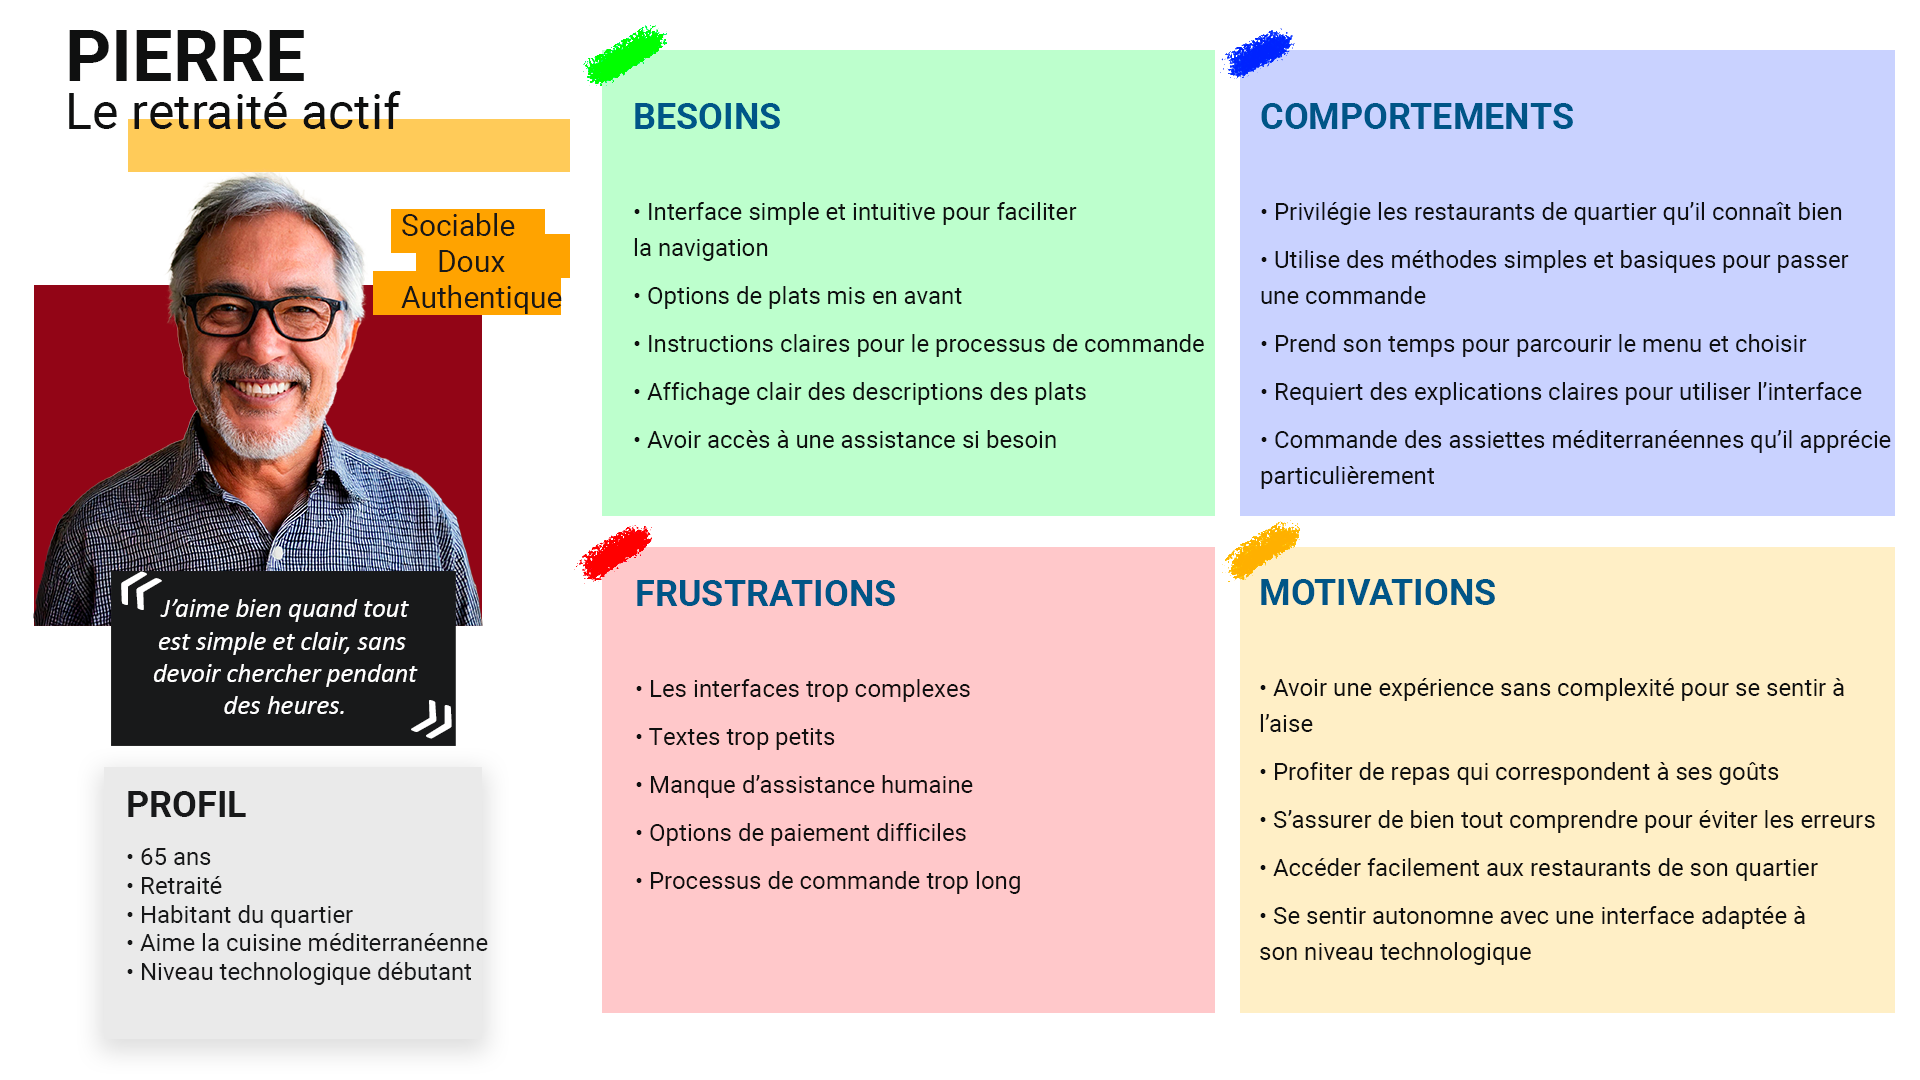 PIERRE
Le retraité actif
Sociable
Doux
Authentique
«
J’aime bien quand tout
est simple et clair, sans
devoir chercher pendant
des heures.
»
PROFIL
• 65 ans
• Retraité
• Habitant du quartier
• Aime la cuisine méditerranéenne
• Niveau technologique débutant
BESOINS
• Interface simple et intuitive pour faciliter
la navigation
• Options de plats mis en avant
• Instructions claires pour le processus de commande
• Affichage clair des descriptions des plats
• Avoir accès à une assistance si besoin
COMPORTEMENTS
• Privilégie les restaurants de quartier qu’il connaît bien
• Utilise des méthodes simples et basiques pour passer
une commande
• Prend son temps pour parcourir le menu et choisir
• Requiert des explications claires pour utiliser l’interface
• Commande des assiettes méditerranéennes qu’il apprécie
particulièrement
FRUSTRATIONS
• Les interfaces trop complexes
• Textes trop petits
• Manque d’assistance humaine
• Options de paiement difficiles
• Processus de commande trop long
MOTIVATIONS
• Avoir une expérience sans complexité pour se sentir à
l’aise
• Profiter de repas qui correspondent à ses goûts
• S’assurer de bien tout comprendre pour éviter les erreurs
• Accéder facilement aux restaurants de son quartier
• Se sentir autonomne avec une interface adaptée à
son niveau technologique